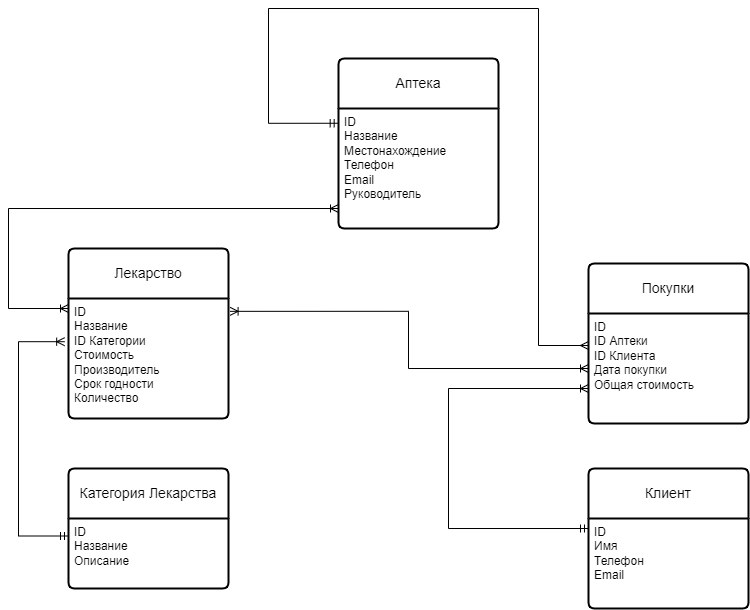 Аптека
ID
Название
Местонахождение
Телефон
Email
Руководитель
Лекарство
ID
Название
ID Категории
Стоимость
Производитель
Срок годности
Количество
Покупки
ID
ID Аптеки
ID Клиента
Дата покупки
Общая стоимость
Категория Лекарства
ID
Название
Описание
Клиент
ID
Имя
Телефон
Email